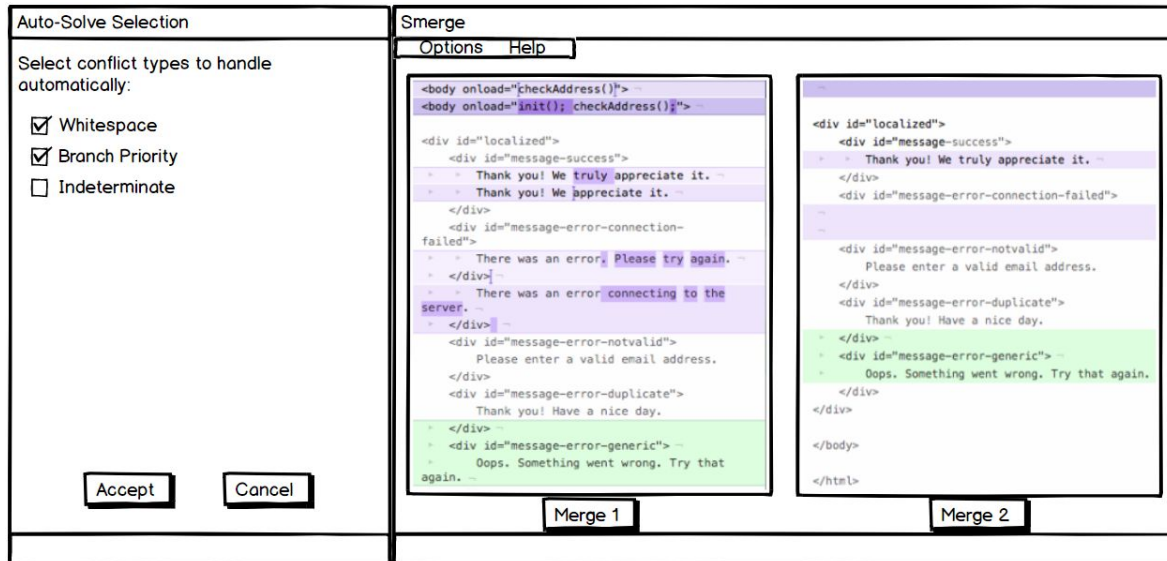 Auto-Solve Selection
Select conflict types to handle
automatically:
Whitespace
Branch Priority
Indeterminate
Accept
Cancel
Smerge
Options Help
<body onload="checkAddress()">
<body onload="init(); checkAddress();">
<div id="localized">
<div id="message-success">
Thank you! We truly appreciate it.
Thank you! We appreciate it.
</div>
<div id="message-error-connection-
failed">
There was an error. Please try again.
</div>
There was an error connecting to the
server.
</div>
<div id="message-error-notvalid">
Please enter a valid email address.
</div>
<div id="message-error-duplicate">
Thank you! Have a nice day.
</div>
<div id="message-error-generic">
Oops. Something went wrong. Try that
again.
Merge 1
<div id="localized">
<div id="message-success">
Thank you! We truly appreciate it.
</div>
<div id="message-error-connection-failed">
<div id="message-error-notvalid">
Please enter a valid email address.
</div>
<div id="message-error-duplicate">
Thank you! Have a nice day.
</div>
<div id="message-error-generic">
Oops. Something went wrong. Try that again.
</div>
</div>
</body>
</html>
Merge 2